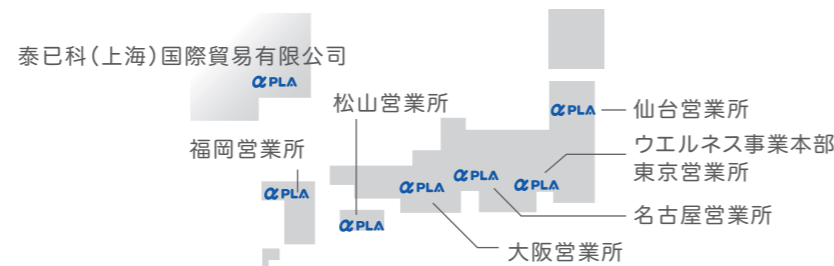 泰已科(上海)国際貿易有限公司
αPLA
松山営業所
αPLA
仙台営業所
福岡営業所
ウエルネス事業本部
東京営業所
αPLA
αPLA
αPLA
αPLA
名古屋営業所
αPLA
大阪営業所